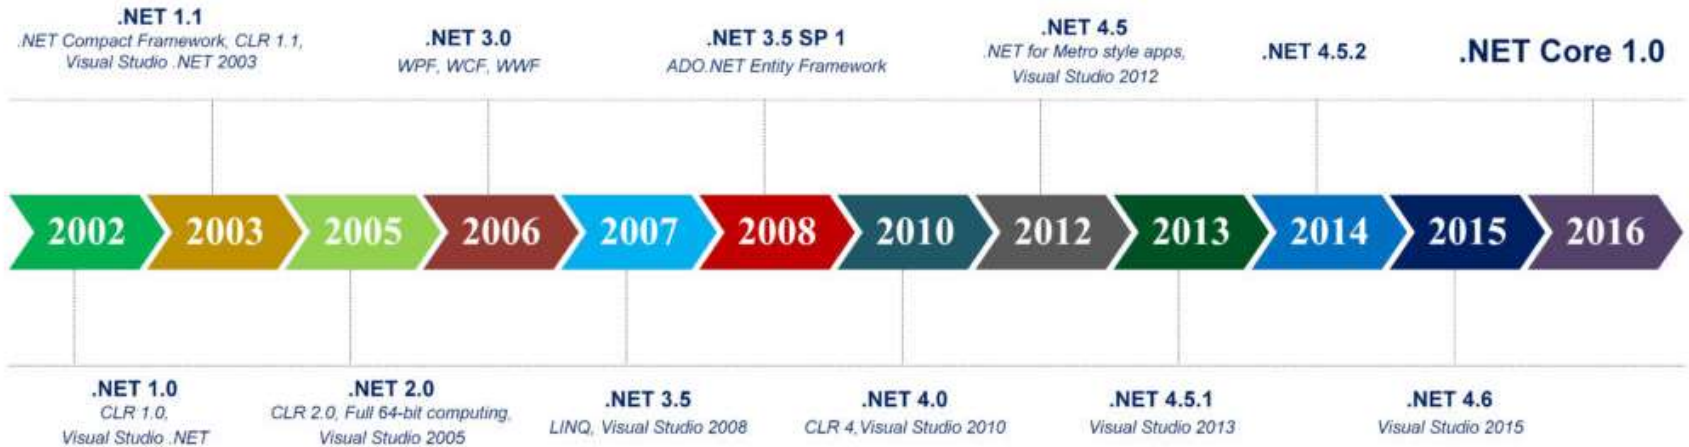 .NET 1.1
.NET Compact Framework, CLR 1.1,
Visual Studio .NET 2003
.NET 3.0
WPF, WCF, WWF
.NET 3.5 SP 1
ADO.NET Entity Framework
.NET 4.5
.NET for Metro style apps,
Visual Studio 2012
.NET 4.5.2
.NET Core 1.0
2002
2003
2005
2006
2007
2008
2010
2012
2013
2014
2015
2016
.NET 1.0
CLR 1.0,
Visual Studio .NET
.NET 2.0
CLR 2.0, Full 64-bit computing,
Visual Studio 2005
.NET 3.5
LINQ, Visual Studio 2008
.NET 4.0
CLR 4,Visual Studio 2010
.NET 4.5.1
Visual Studio 2013
.NET 4.6
Visual Studio 2015